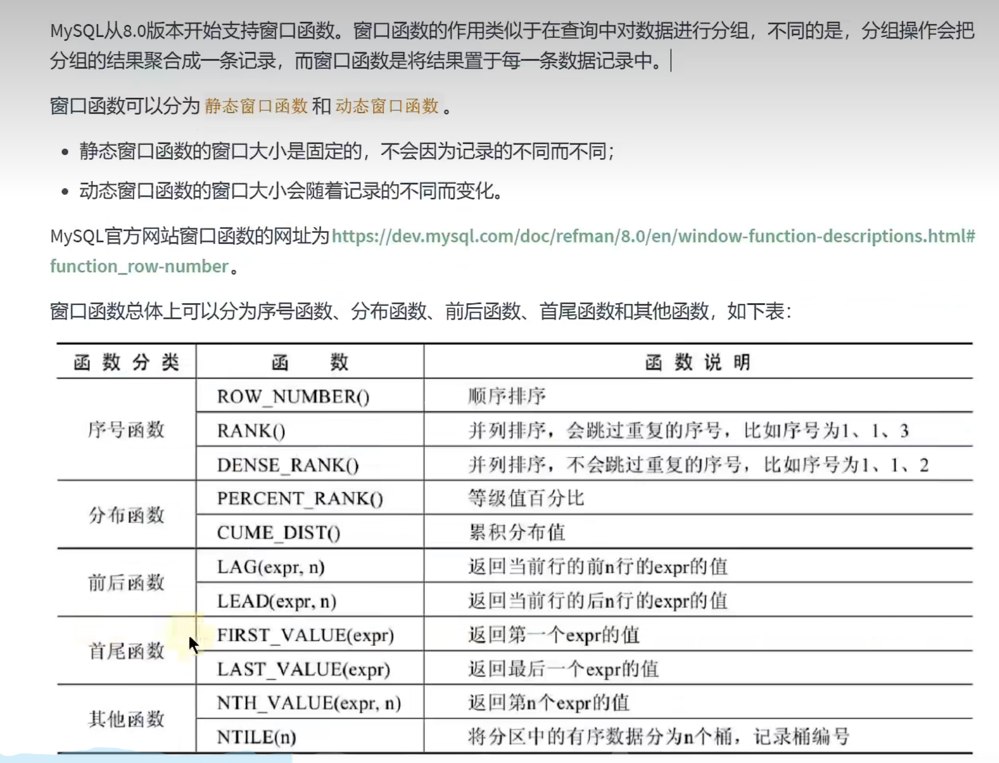 MySQL从8.0版本开始支持窗口函数。窗口函数的作用类似于在查询中对数据进行分组，不同的是，分组操作会把
分组的结果聚合成一条记录，而窗口函数是将结果置于每一条数据记录中。
窗口函数可以分为 静态窗口函数 和 动态窗口函数 。
• 静态窗口函数的窗口大小是固定的，不会因为记录的不同而不同；
• 动态窗口函数的窗口大小会随着记录的不同而变化。
MySQL官方网站窗口函数的网址为https://dev.mysql.com/doc/refman/8.0/en/window-function-descriptions.html#
function_row-number。
窗口函数总体上可以分为序号函数、分布函数、前后函数、首尾函数和其他函数，如下表：
函数分类 函数 函数说明
序号函数
ROW_NUMBER() 顺序排序
RANK() 并列排序，会跳过重复的序号，比如序号为1、1、3
DENSE_RANK() 并列排序，不会跳过重复的序号，比如序号为1、1、2
分布函数
PERCENT_RANK() 等级值百分比
CUME_DIST() 累积分布值
前后函数
LAG(expr, n) 返回当前行的前n行的expr的值
LEAD(expr, n) 返回当前行的后n行的expr的值
首尾函数
FIRST_VALUE(expr) 返回第一个expr的值
LAST_VALUE(expr) 返回最后一个expr的值
其他函数
NTH_VALUE(expr, n) 返回第n个expr的值
NTILE(n) 将分区中的有序数据分为n个桶，记录桶编号